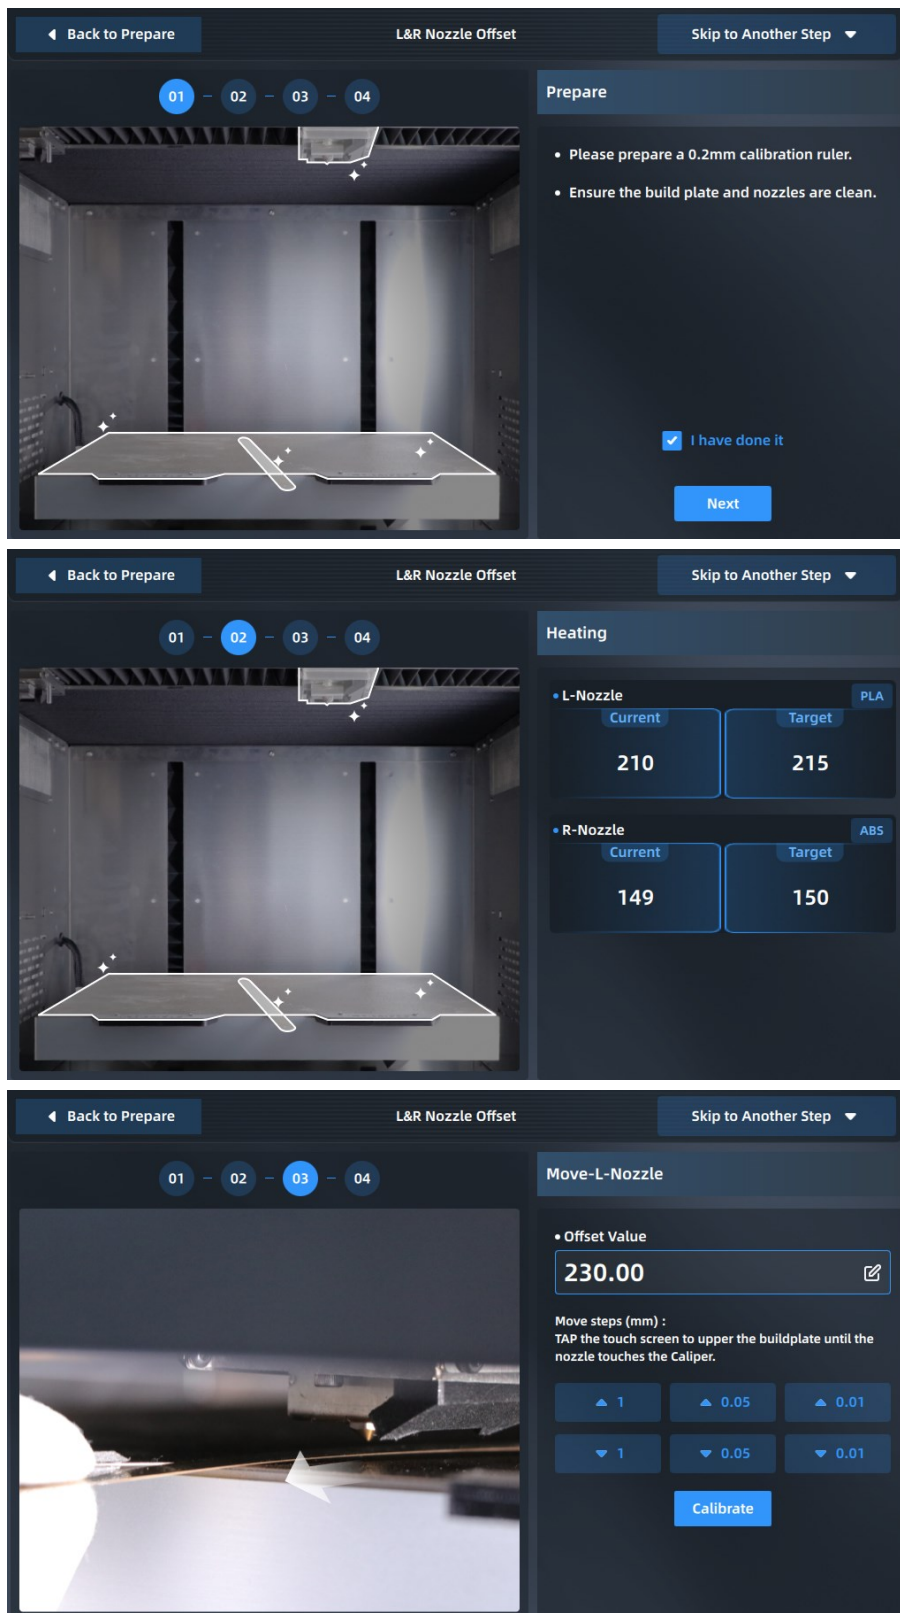 Back to Prepare
L&R Nozzle Offset
Skip to Another Step
01
02
03
04
Prepare
Please prepare a 0.2mm calibration ruler.
Ensure the build plate and nozzles are clean.
I have done it
Next
Back to Prepare
L&R Nozzle Offset
Skip to Another Step
01
02
03
04
Heating
L-Nozzle
PLA
Current
Target
210
215
R-Nozzle
ABS
Current
Target
149
150
Back to Prepare
L&R Nozzle Offset
Skip to Another Step
01
02
03
04
Move-L-Nozzle
Offset Value
230.00
Move steps (mm) :
TAP the touch screen to upper the buildplate until the
nozzle touches the Caliper.
1
0.05
0.01
1
0.05
0.01
Calibrate